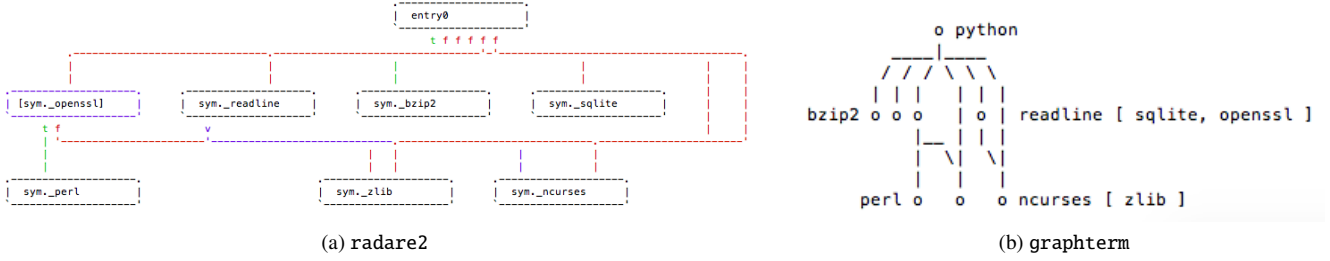 entry0
t f f f f f
[sym._openssl]
sym._readline
sym._bzip2
sym._sqlite
t f
v
sym._perl
sym._zlib
sym._ncurses
(a) radare2
o python
bzip2 o o o o readline [ sqlite, openssl ]
perl o o o ncurses [ zlib ]
(b) graphterm